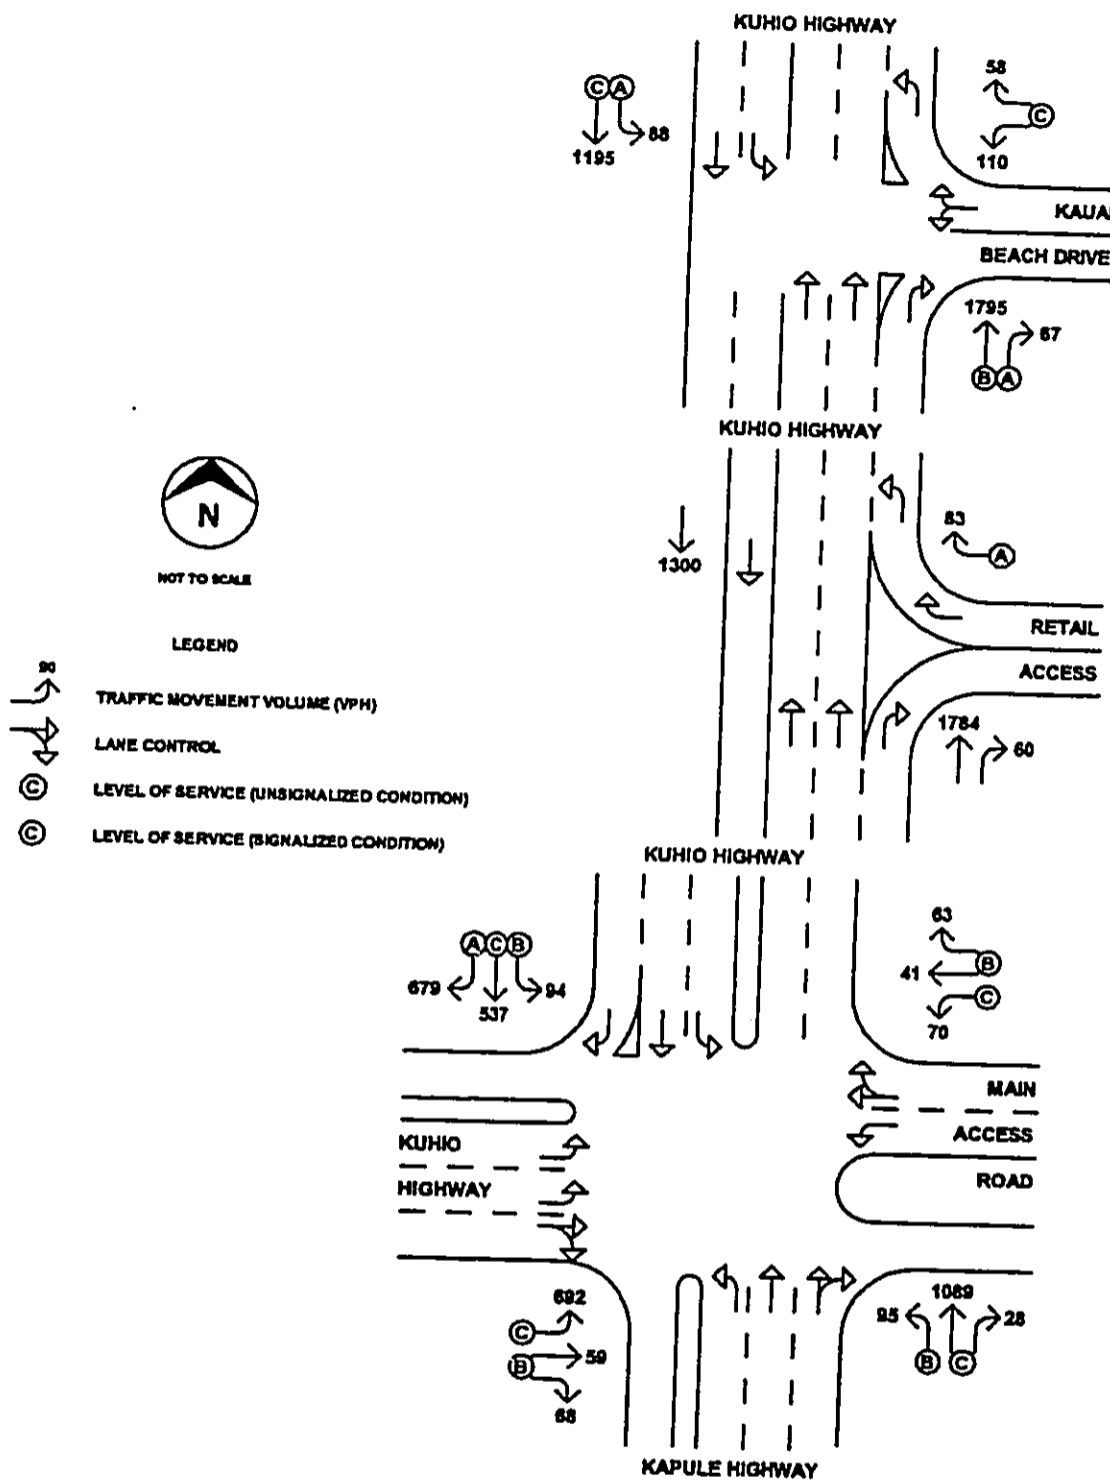 KUHIO HIGHWAY
C A
88
1195
58
C
110
KAUAI
BEACH DRIVE
1795
67
B A
KUHIO HIGHWAY
N
NOT TO SCALE
1300
83
A
RETAIL
ACCESS
1784
60
LEGEND
90
TRAFFIC MOVEMENT VOLUME (VPH)
LANE CONTROL
C LEVEL OF SERVICE (UNSIGNALIZED CONDITION)
C LEVEL OF SERVICE (SIGNALIZED CONDITION)
KUHIO HIGHWAY
A C B
679
537
94
63
41
B
C
70
MAIN
ACCESS
ROAD
KUHIO
HIGHWAY
692
C
B
59
68
95
1089
28
B C
KAPULE HIGHWAY